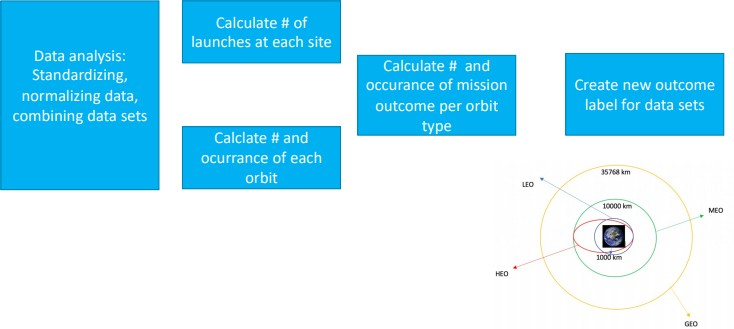 Data analysis:
Standardizing,
normalizing data,
combining data sets
Calculate # of
launches at each site
Calclate # and
ocurrance of each
orbit
Calculate #  and
occurance of mission
outcome per orbit
type
Create new outcome
label for data sets
35768 km
LEO
10000 km
MEO
1000 km
HEO
GEO